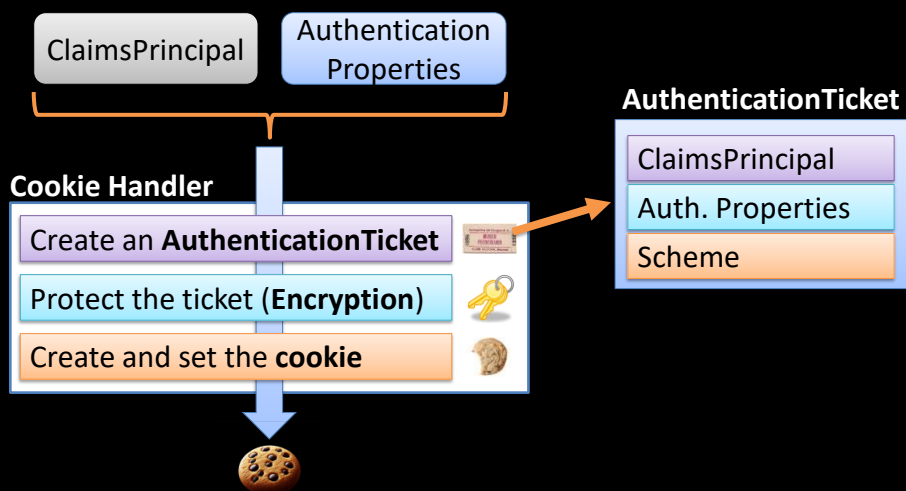 ClaimsPrincipal
Authentication
Properties
AuthenticationTicket
ClaimsPrincipal
Auth. Properties
Scheme
Cookie Handler
Create an AuthenticationTicket
Protect the ticket (Encryption)
Create and set the cookie